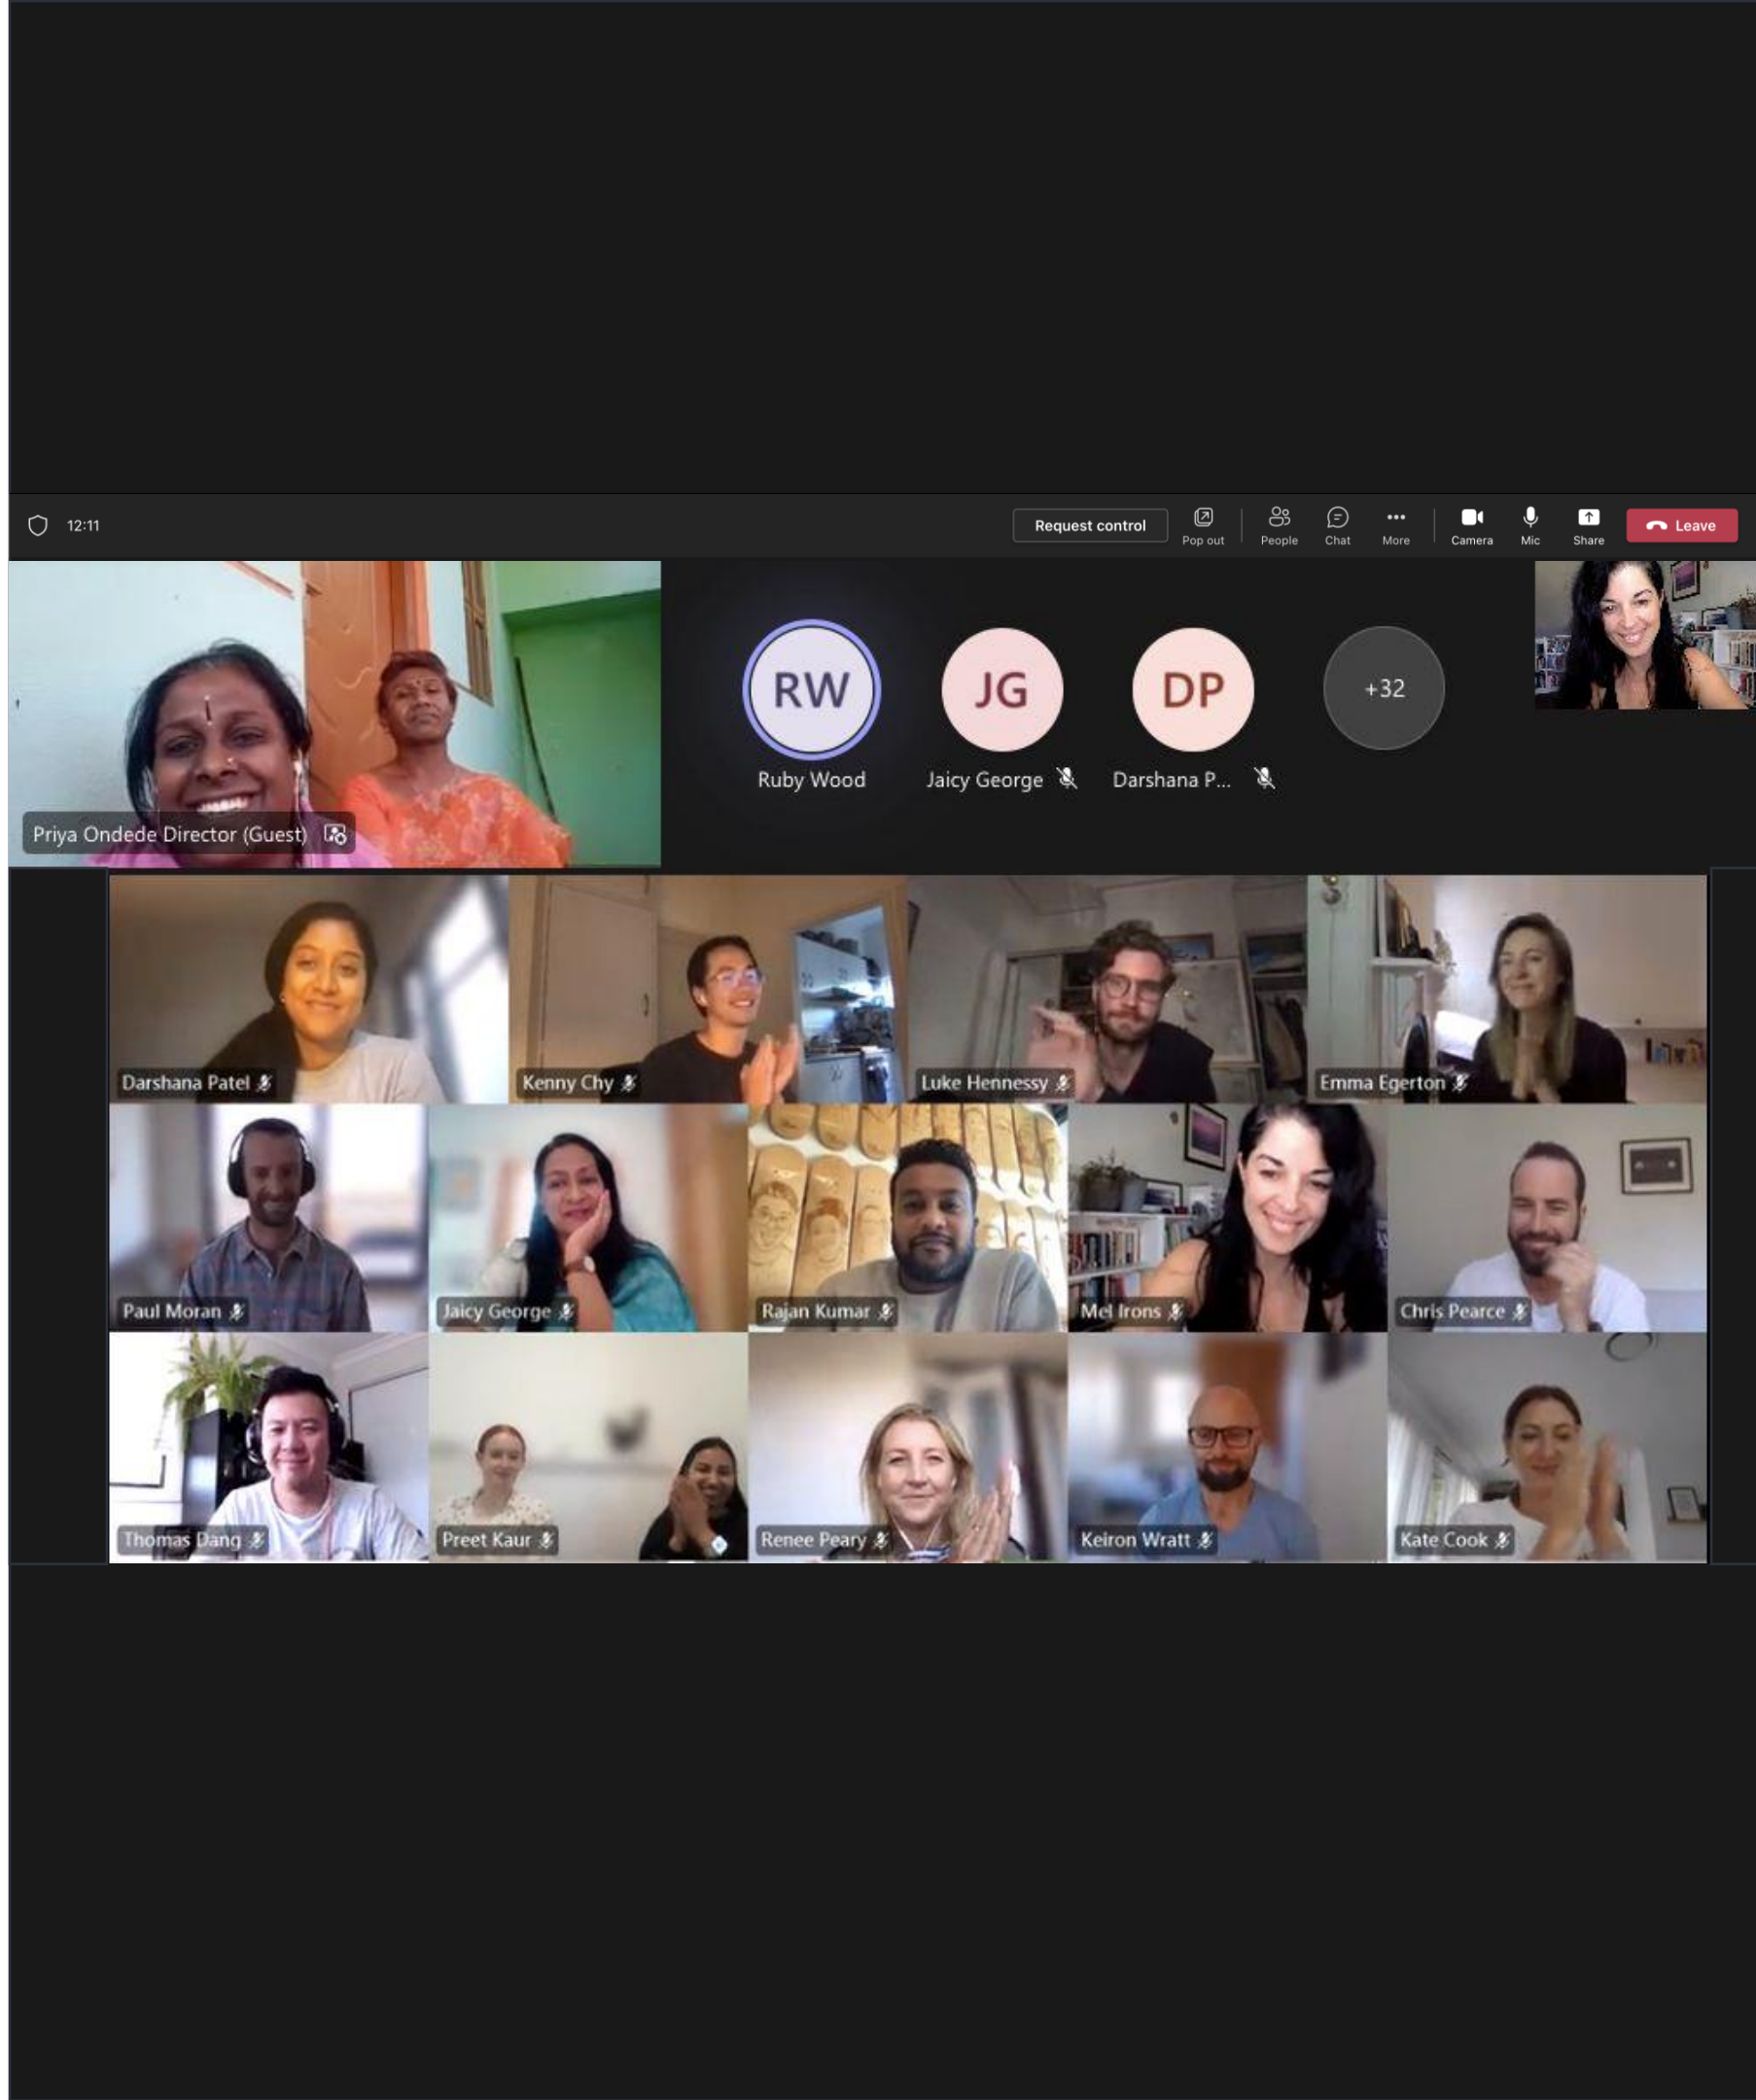 12:11
Request control
Pop out
People
Chat
More
Camera
Mic
Share
Leave
RW
JG
DP
+32
Ruby Wood
Jaicy George
Darshana P...
Priya Ondede Director (Guest)
Darshana Patel
Kenny Chy
Luke Hennessy
Emma Egerton
Paul Moran
Jaicy George
Rajan Kumar
Mel Irons
Chris Pearce
Thomas Dang
Preet Kaur
Renee Peary
Keiron Wratt
Kate Cook